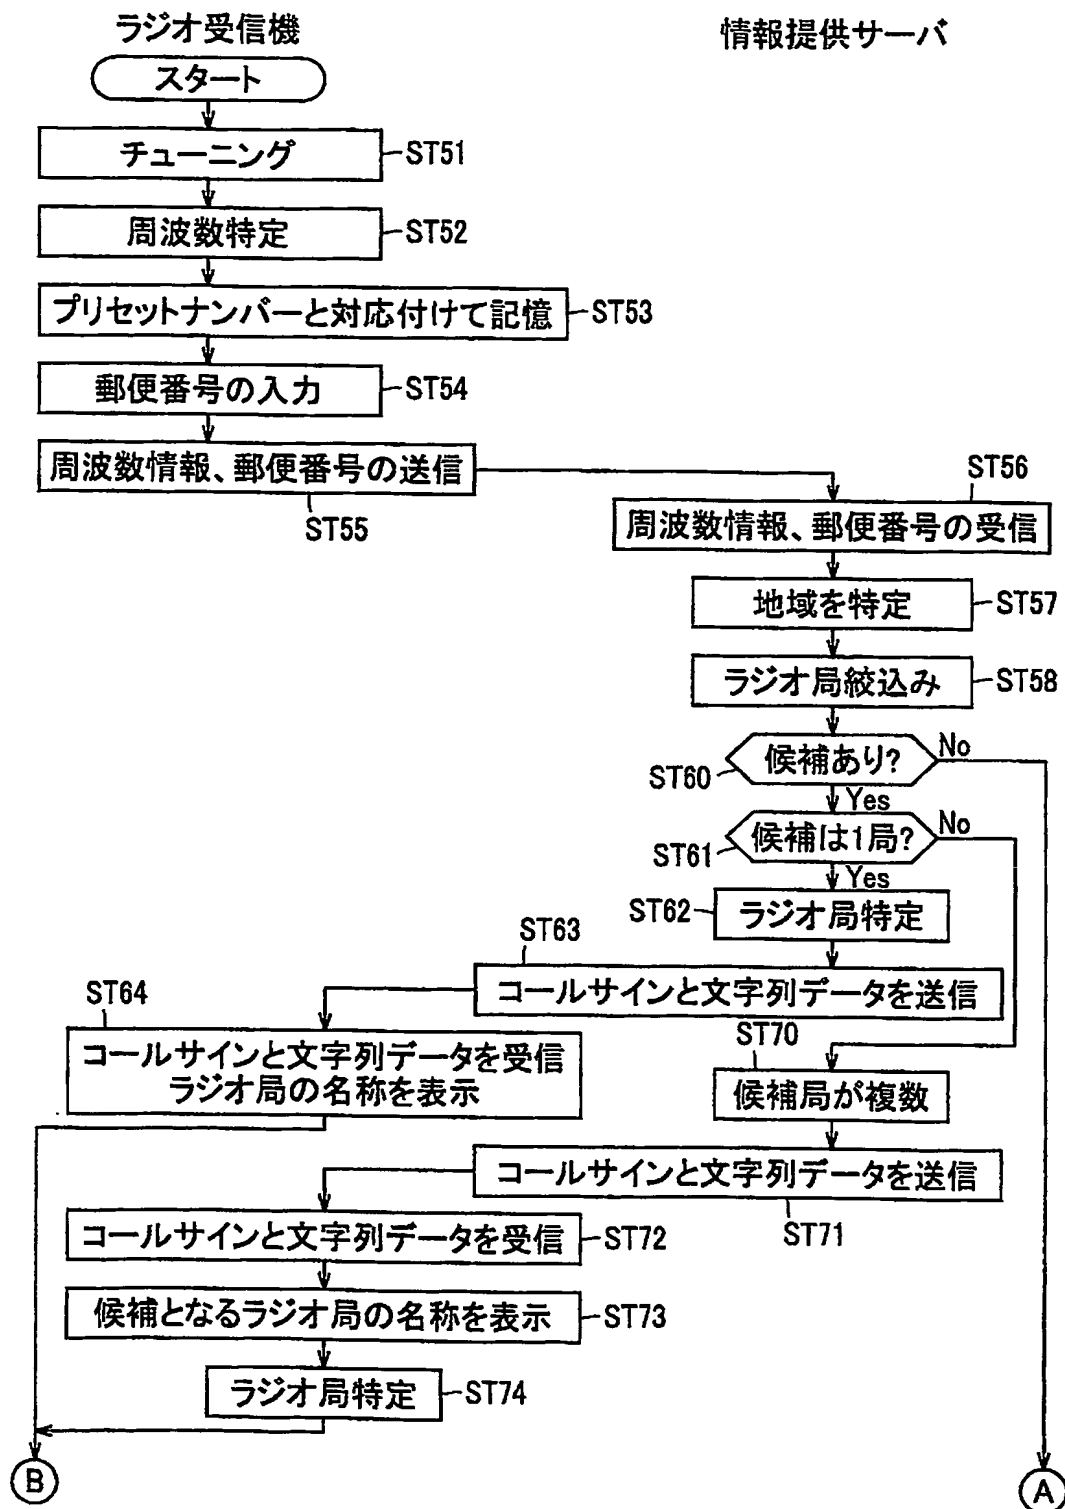 ラジオ受信機
情報提供サーバ
スタート
チューニング
ST51
周波数特定
ST52
プリセットナンバーと対応付けて記憶
ST53
郵便番号の入力
ST54
周波数情報、郵便番号の送信
ST55
ST56
周波数情報、郵便番号の受信
地域を特定
ST57
ラジオ局絞込み
ST58
候補あり?
No
ST60
Yes
候補は1局?
No
ST61
Yes
ST62
ラジオ局特定
ST63
コールサインと文字列データを送信
ST64
コールサインと文字列データを受信
ラジオ局の名称を表示
ST70
候補局が複数
コールサインと文字列データを送信
ST71
コールサインと文字列データを受信
ST72
候補となるラジオ局の名称を表示
ST73
ラジオ局特定
ST74
B
A